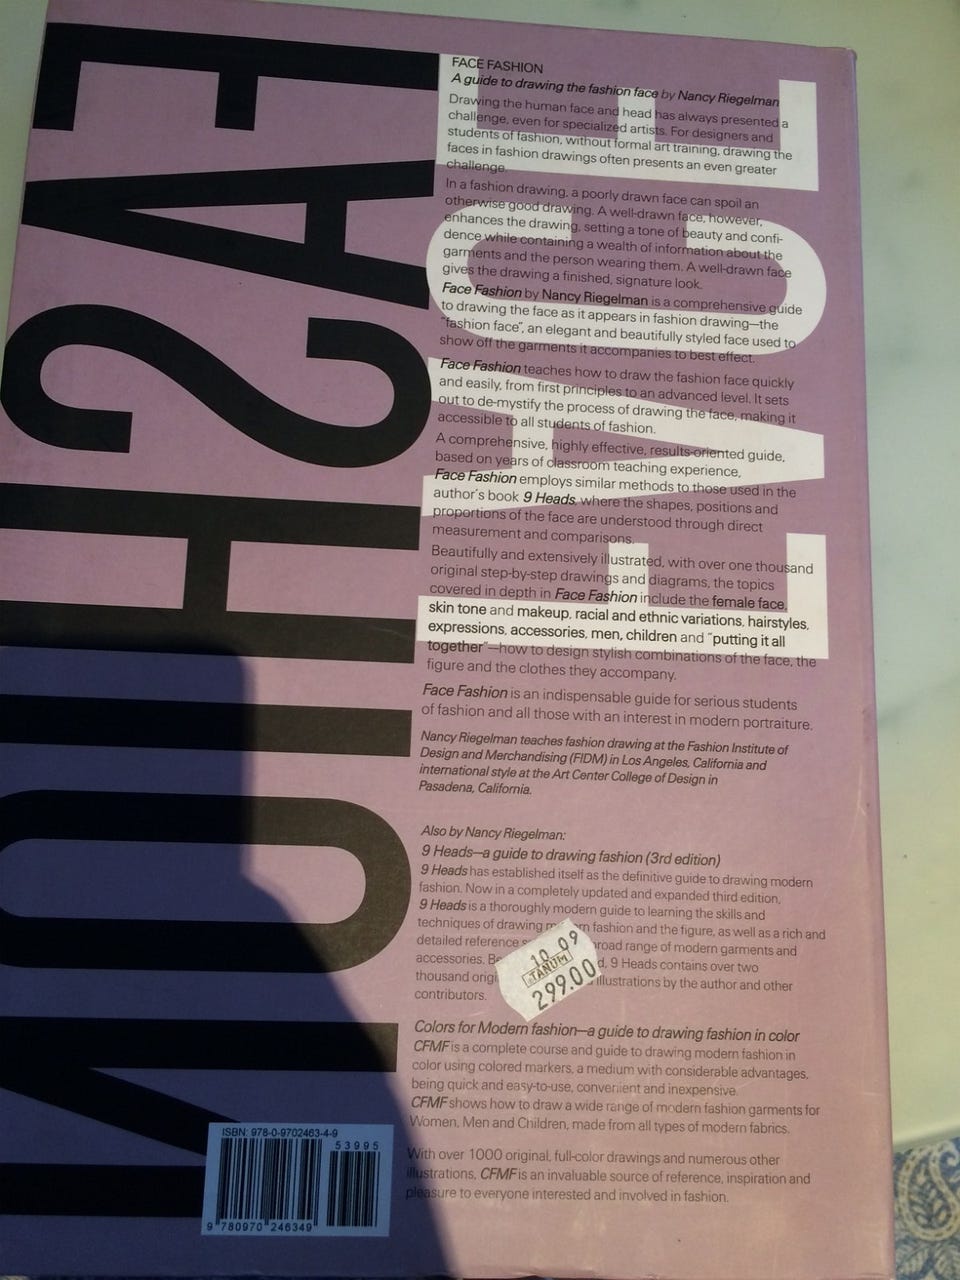 FACE
FASHION
FACE FASHION
A guide to drawing the fashion face by Nancy Riegelman
Drawing the human face and head has always presented a
challenge, even for specialized artists. For designers and
students of fashion, without formal art training, drawing the
faces in fashion drawings often presents an even greater
challenge.
In a fashion drawing, a poorly drawn face can spoil an
otherwise good drawing. A well-drawn face, however,
enhances the drawing, setting a tone of beauty and confi-
dence while containing a wealth of information about the
garments and the person wearing them. A well-drawn face
gives the drawing a finished, signature look.
Face Fashion by Nancy Riegelman is a comprehensive guide
to drawing the face as it appears in fashion drawing—the
"fashion face", an elegant and beautifully styled face used to
show off the garments it accompanies to best effect.
Face Fashion teaches how to draw the fashion face quickly
and easily, from first principles to an advanced level. It sets
out to de-mystify the process of drawing the face, making it
accessible to all students of fashion.
A comprehensive, highly effective, results-oriented guide,
based on years of classroom teaching experience,
Face Fashion employs similar methods to those used in the
author's book 9 Heads, where the shapes, positions and
proportions of the face are understood through direct
measurement and comparisons.
Beautifully and extensively illustrated, with over one thousand
original step-by-step drawings and diagrams, the topics
covered in depth in Face Fashion include the female face,
skin tone and makeup, racial and ethnic variations, hairstyles,
expressions, accessories, men, children and "putting it all
together"—how to design stylish combinations of the face, the
figure and the clothes they accompany.
Face Fashion is an indispensable guide for serious students
of fashion and all those with an interest in modern portraiture.
Nancy Riegelman teaches fashion drawing at the Fashion Institute of
Design and Merchandising (FIDM) in Los Angeles, California and
international style at the Art Center College of Design in
Pasadena, California.
Also by Nancy Riegelman:
9 Heads—a guide to drawing fashion (3rd edition)
9 Heads has established itself as the definitive guide to drawing modern
fashion. Now in a completely updated and expanded third edition,
9 Heads is a thoroughly modern guide to learning the skills and
techniques of drawing fashion and the figure, as well as a rich and
detailed reference road range of modern garments and
accessories. d, 9 Heads contains over two
thousand origi illustrations by the author and other
contributors.
10 09
TANUM
299.00
Colors for Modern fashion—a guide to drawing fashion in color
CFMF is a complete course and guide to drawing modern fashion in
color using colored markers, a medium with considerable advantages,
being quick and easy-to-use, convenient and inexpensive.
CFMF shows how to draw a wide range of modern fashion garments for
Women, Men and Children, made from all types of modern fabrics.
With over 1000 original, full-color drawings and numerous other
illustrations, CFMF is an invaluable source of reference, inspiration and
pleasure to everyone interested and involved in fashion.
ISBN: 978-0-9702463-4-9
53995
9 780970 246349